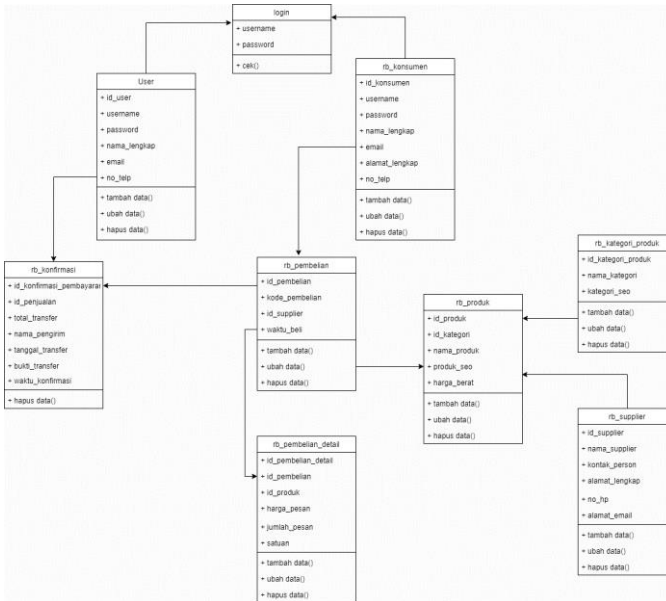 login
+ username
+ password
+ cek()
User
+ id_user
+ username
+ password
+ nama_lengkap
+ email
+ no_telp
+ tambah data()
+ ubah data()
+ hapus data()
rb_konsumen
+ id_konsumen
+ username
+ password
+ nama_lengkap
+ email
+ alamat_lengkap
+ no_telp
+ tambah data()
+ ubah data()
+ hapus data()
rb_konfirmasi
+ id_konfirmasi_pembayaran
+ id_penjualan
+ total_transfer
+ nama_pengirim
+ tanggal_transfer
+ bukti_transfer
+ waktu_konfirmasi
+ hapus data()
rb_pembelian
+ id_pembelian
+ kode_pembelian
+ id_supplier
+ waktu_beli
+ tambah data()
+ ubah data()
+ hapus data()
rb_produk
+ id_produk
+ id_kategori
+ nama_produk
+ produk_seo
+ harga_berat
+ tambah data()
+ ubah data()
+ hapus data()
rb_kategori_produk
+ id_kategori_produk
+ nama_kategori
+ kategori_seo
+ tambah data()
+ ubah data()
+ hapus data()
rb_supplier
+ id_supplier
+ nama_supplier
+ kontak_person
+ alamat_lengkap
+ no_hp
+ alamat_email
+ tambah data()
+ ubah data()
+ hapus data()
rb_pembelian_detail
+ id_pembelian_detail
+ id_pembelian
+ id_produk
+ harga_pesan
+ jumlah_pesan
+ satuan
+ tambah data()
+ ubah data()
+ hapus data()